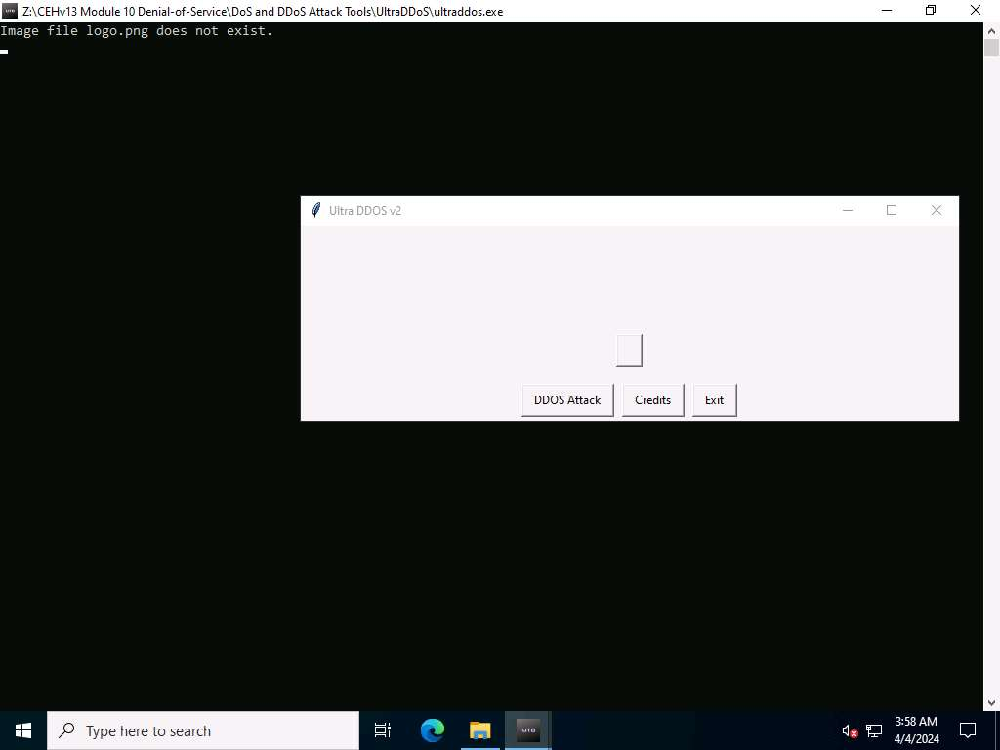 Z:\CEHv13 Module 10 Denial-of-Service\DoS and DDoS Attack Tools\UltraDDoS\ultraddos.exe
Image file logo.png does not exist.
Ultra DDOS v2
DDOS Attack Credits Exit
Type here to search
UTD
3:58 AM
4/4/2024